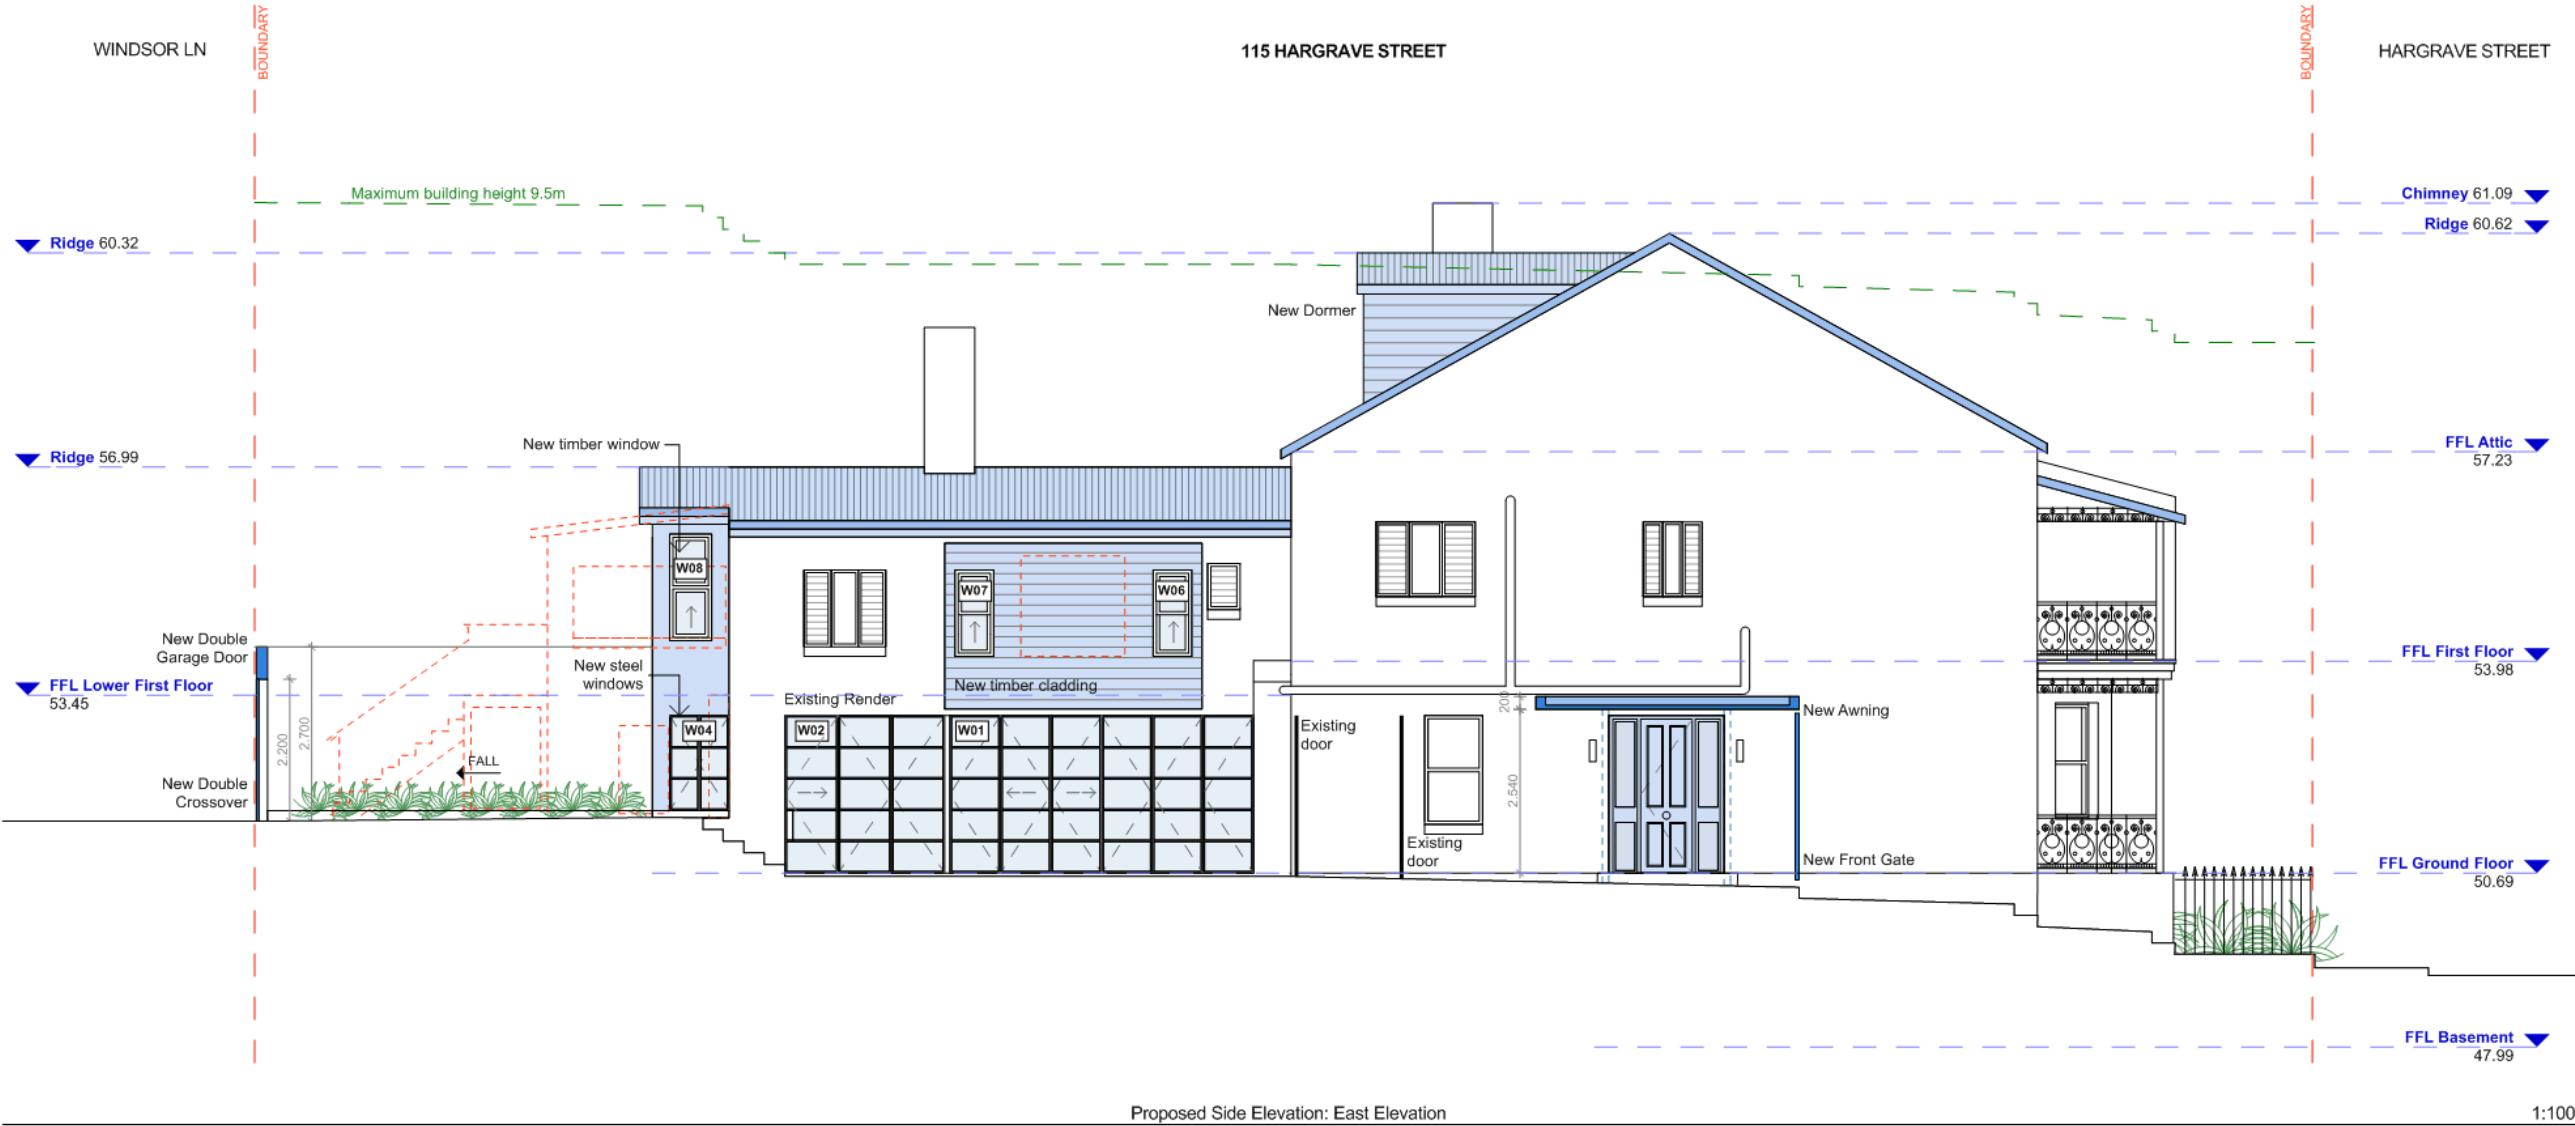 WINDSOR LN
BOUNDARY
115 HARGRAVE STREET
BOUNDARY
HARGRAVE STREET
Maximum building height 9.5m
Chimney 61.09
Ridge 60.32
Ridge 60.62
New Dormer
New timber window
FFL Attic
57.23
Ridge 56.99
W08
W07
W06
New Double
Garage Door
New steel
windows
FFL First Floor
53.98
FFL Lower First Floor
53.45
New timber cladding
Existing Render
200
New Awning
W04
W02
W01
Existing
door
2.200
2.700
FALL
New Double
Crossover
2.540
Existing
door
New Front Gate
FFL Ground Floor
50.69
FFL Basement
47.99
Proposed Side Elevation: East Elevation
1:100